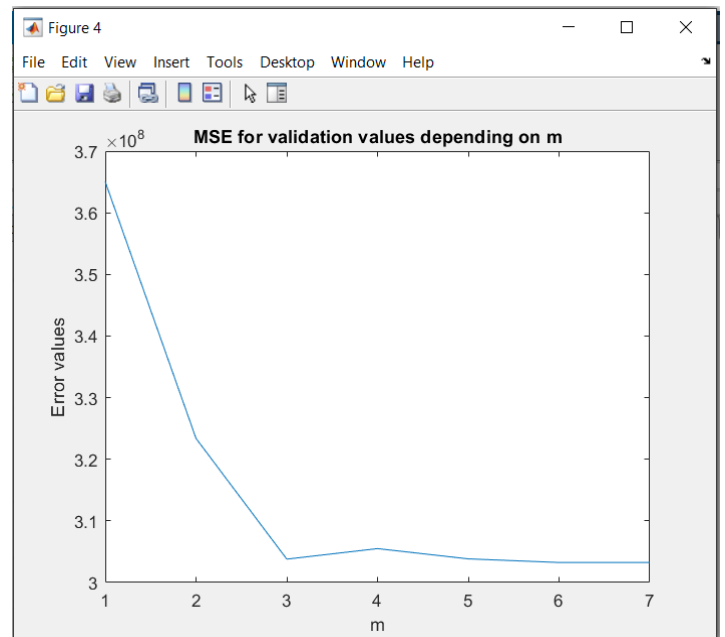 Figure 4
File Edit View Insert Tools Desktop Window Help
MSE for validation values depending on m
×10⁸
3.7
3.6
3.5
3.4
3.3
3.2
3.1
3
Error values
1 2 3 4 5 6 7
m